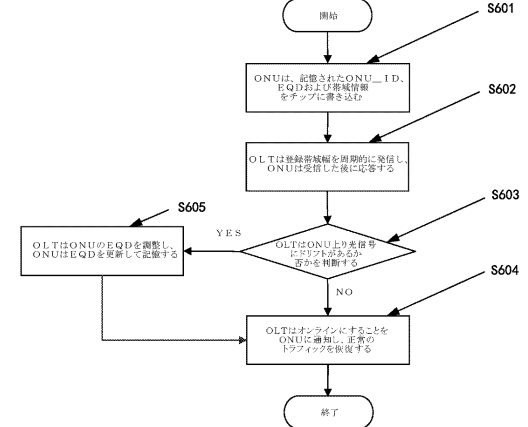 開始
S601
ONUは、記憶されたONU_ID、
EQDおよび帯域情報
をチップに書き込む
S602
OLTは登録帯域幅を周期的に発信し、
ONUは受信した後に応答する
S603
OLTはONU上り光信号
にドリフトがあるか
否かを判断する
YES
S605
OLTはONUのEQDを調整し、
ONUはEQDを更新して記憶する
NO
S604
OLTはオンラインにすることを
ONUに通知し、正常の
トラフィックを恢復する
終了